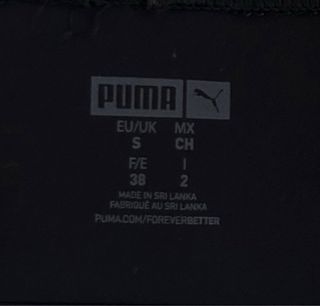 PUMA
EU/UK MX
S CH
F/E I
38 2
MADE IN SRI LANKA
FABRIQUÉ AU SRI LANKA
PUMA.COM/FOREVERBETTER